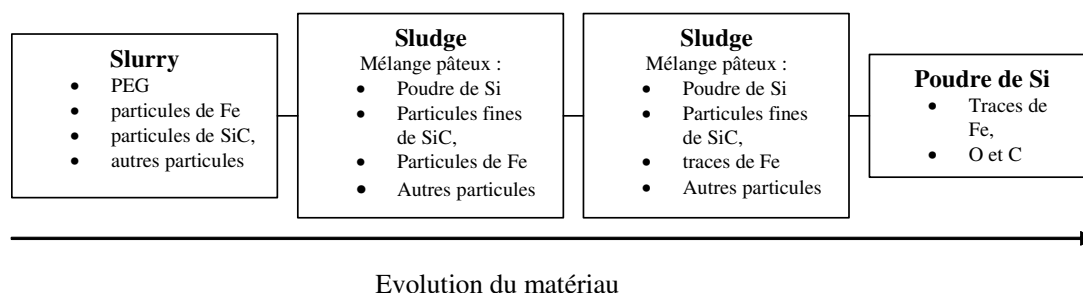 Slurry
• PEG
• particules de Fe
• particules de SiC,
• autres particules
Sludge
Mélange pâteux :
• Poudre de Si
• Particules fines
de SiC,
• Particules de Fe
• Autres particules
Sludge
Mélange pâteux :
• Poudre de Si
• Particules fines
de SiC,
• traces de Fe
• Autres particules
Poudre de Si
• Traces de
Fe,
• O et C
Evolution du matériau